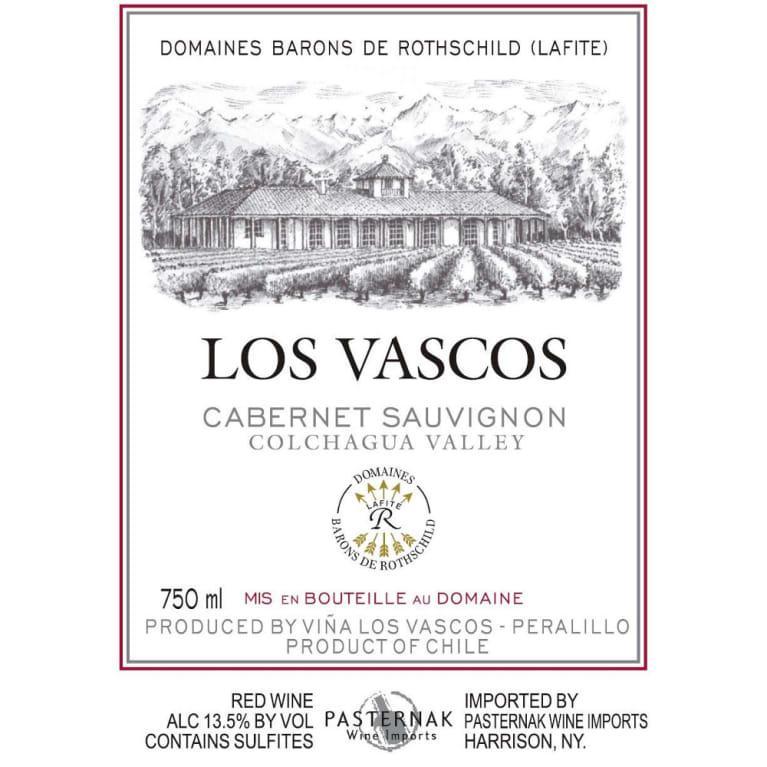 DOMAINES BARONS DE ROTHSCHILD (LAFITE)
LOS VASCOS
CABERNET SAUVIGNON
COLCHAGUA VALLEY
DOMAINES
LAFITE
R
BARONS DE ROTHSCHILD
750 ml MIS EN BOUTEILLE AU DOMAINE
PRODUCED BY VIÑA LOS VASCOS - PERALILLO
PRODUCT OF CHILE
RED WINE
ALC 13.5% BY VOL
CONTAINS SULFITES
PASTERNAK
Wine Imports
IMPORTED BY
PASTERNAK WINE IMPORTS
HARRISON, NY.